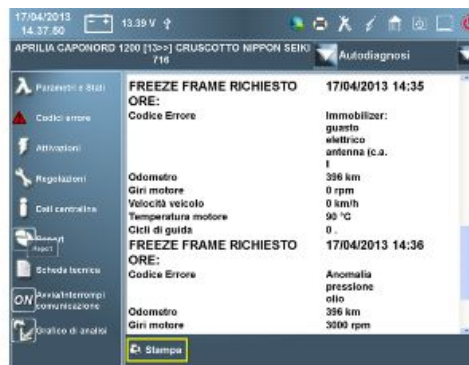 17/04/2013
14.37.50
13.39 V
APRILIA CAPONORD 1200 [13>>] CRUSCOTTO NIPPON SEIKI
716
Autodiagnosi
Parametri e Stati
Codici errore
Attivazioni
Regolazioni
Dati centralina
Report
Report
Scheda tecnica
ON
Avvia/Interrompi
comunicazione
Grafico di analisi
FREEZE FRAME RICHIESTO 17/04/2013 14:35
ORE:
Codice Errore Immobilizer:
guasto
elettrico
antenna (c.a.
Odometro 396 km
Giri motore 0 rpm
Velocità veicolo 0 km/h
Temperatura motore 90 °C
Cicli di guida 0 .
FREEZE FRAME RICHIESTO 17/04/2013 14:36
ORE:
Codice Errore Anomalia
pressione
olio
Odometro 396 km
Giri motore 3000 rpm
Stampa